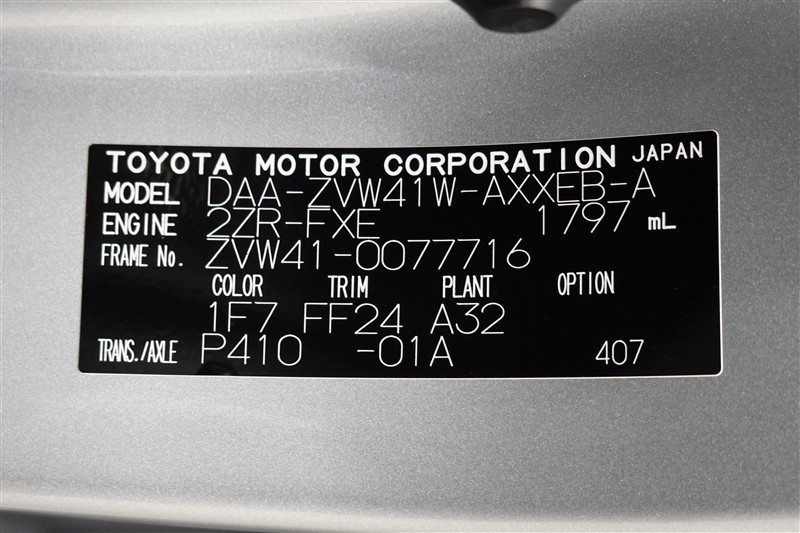 TOYOTA MOTOR CORPORATION JAPAN
MODEL DAA-ZVW41W-AXXEB-A
ENGINE 2ZR-FXE 1797 mL
FRAME No. ZVW41-0077716
COLOR TRIM PLANT OPTION
1F7 FF24 A32
TRANS./AXLE P410 -01A 407